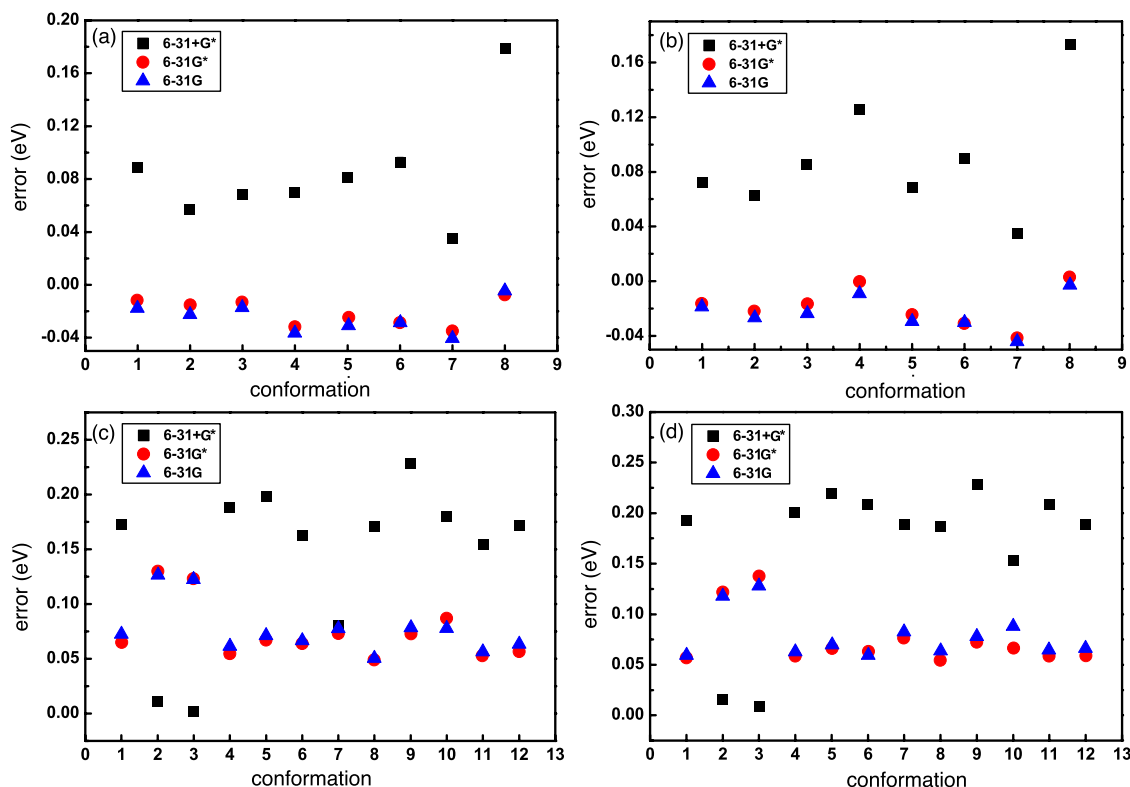 (a)
6-31+G*
6-31G*
6-31G
error (eV)
0.20
0.16
0.12
0.08
0.04
0.00
-0.04
0 1 2 3 4 5 6 7 8 9
conformation
(b)
6-31+G*
6-31G*
6-31G
error (eV)
0.16
0.12
0.08
0.04
0.00
-0.04
0 1 2 3 4 5 6 7 8 9
conformation
(c)
6-31+G*
6-31G*
6-31G
error (eV)
0.25
0.20
0.15
0.10
0.05
0.00
0 1 2 3 4 5 6 7 8 9 10 11 12 13
conformation
(d)
6-31+G*
6-31G*
6-31G
error (eV)
0.30
0.25
0.20
0.15
0.10
0.05
0.00
0 1 2 3 4 5 6 7 8 9 10 11 12 13
conformation